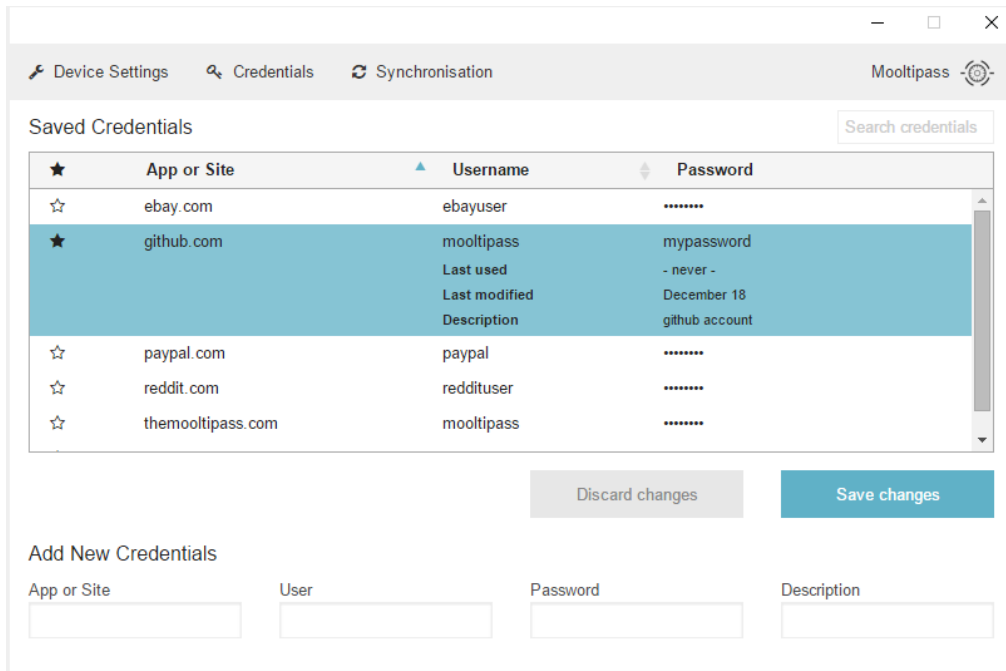 Device Settings Credentials Synchronisation Mooltipass
Saved Credentials Search credentials
App or Site Username Password
ebay.com ebayuser ••••••••
github.com mooltipass mypassword
Last used - never -
Last modified December 18
Description github account
paypal.com paypal ••••••••
reddit.com reddituser ••••••••
themooltipass.com mooltipass ••••••••
Discard changes Save changes
Add New Credentials
App or Site User Password Description